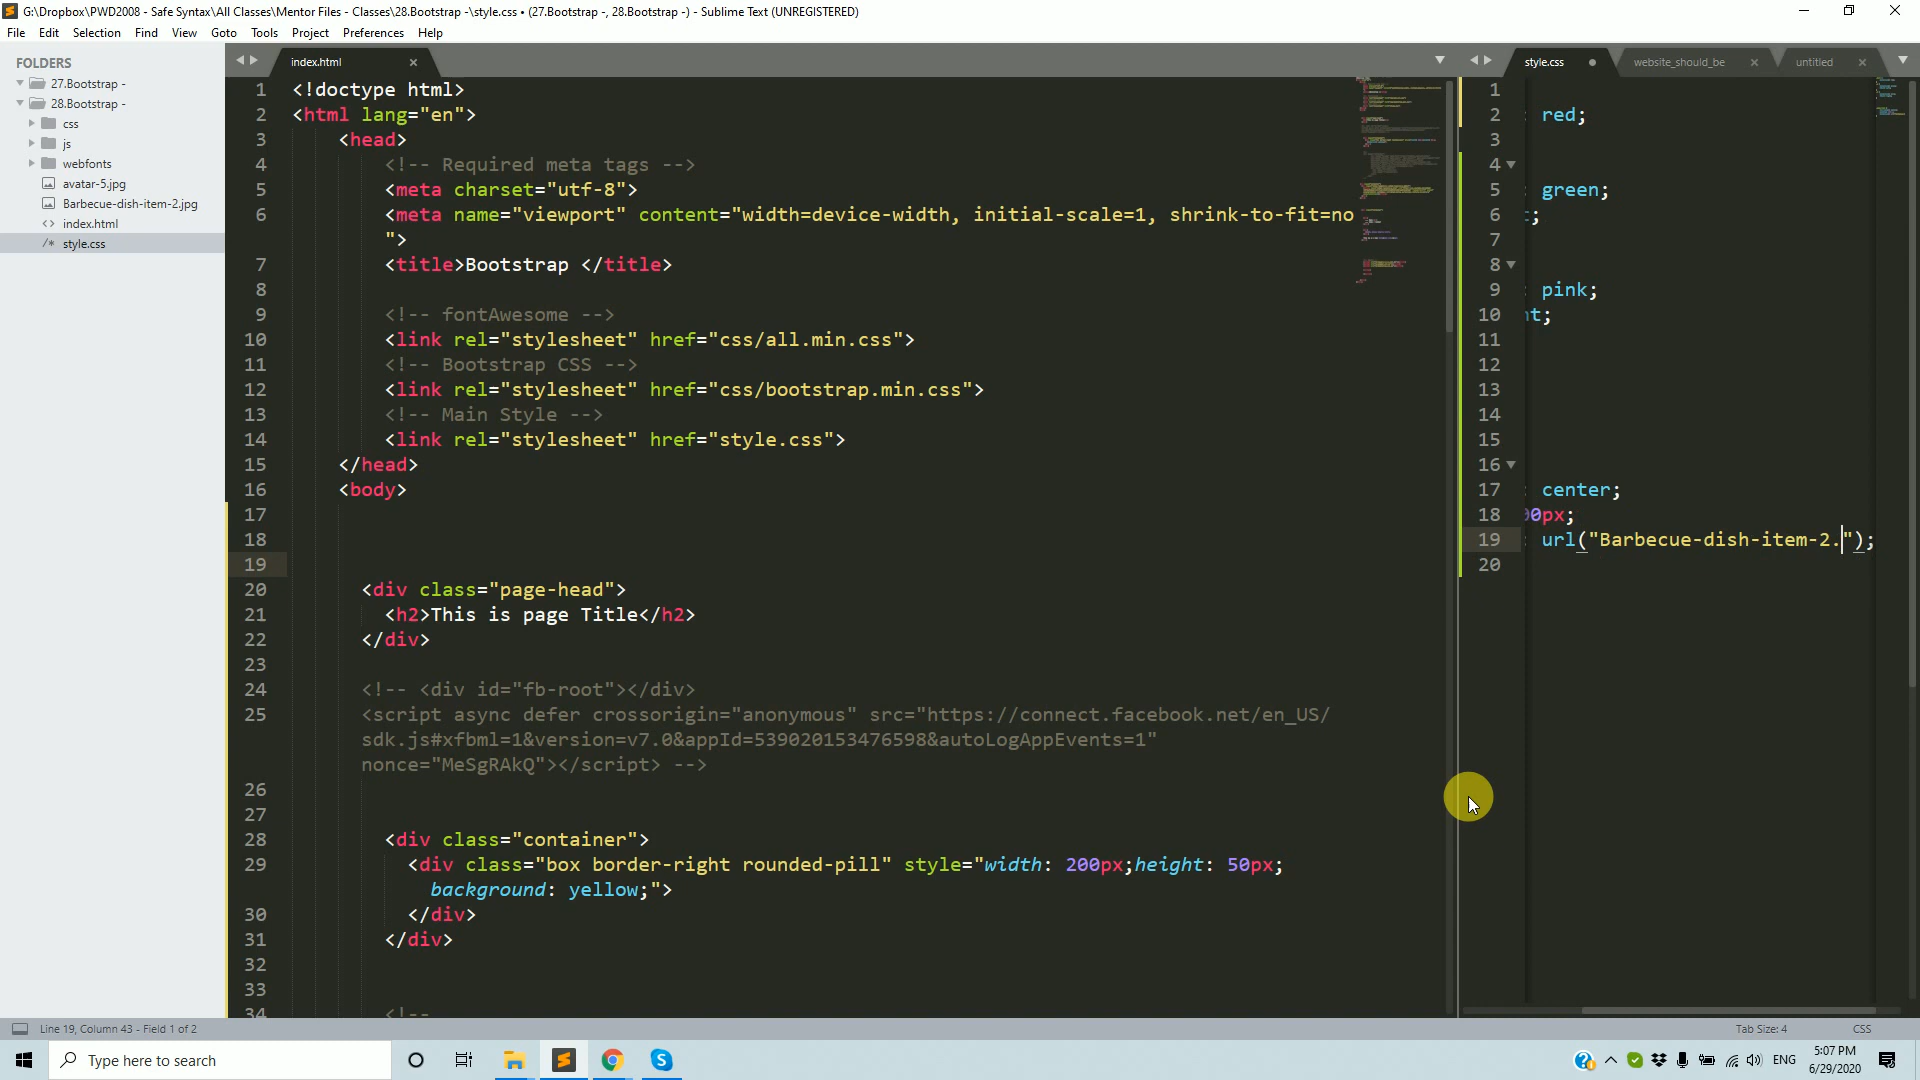 G:\Dropbox\PWD2008 - Safe Syntax\All Classes\Mentor Files - Classes\28.Bootstrap -\style.css • (27.Bootstrap -, 28.Bootstrap -) - Sublime Text (UNREGISTERED)
File Edit Selection Find View Goto Tools Project Preferences Help
FOLDERS
27.Bootstrap -
28.Bootstrap -
css
js
webfonts
avatar-5.jpg
Barbecue-dish-item-2.jpg
<> index.html
/* style.css
index.html
1 <!doctype html>
2 <html lang="en">
3 <head>
4 <!-- Required meta tags -->
5 <meta charset="utf-8">
6 <meta name="viewport" content="width=device-width, initial-scale=1, shrink-to-fit=no
">
7 <title>Bootstrap </title>
8
9 <!-- fontAwesome -->
10 <link rel="stylesheet" href="css/all.min.css">
11 <!-- Bootstrap CSS -->
12 <link rel="stylesheet" href="css/bootstrap.min.css">
13 <!-- Main Style -->
14 <link rel="stylesheet" href="style.css">
15 </head>
16 <body>
17
18
19
20 <div class="page-head">
21 <h2>This is page Title</h2>
22 </div>
23
24 <!-- <div id="fb-root"></div>
25 <script async defer crossorigin="anonymous" src="https://connect.facebook.net/en_US/
sdk.js#xfbml=1&version=v7.0&appId=539020153476598&autoLogAppEvents=1"
nonce="MeSgRAkQ"></script> -->
26
27
28 <div class="container">
29 <div class="box border-right rounded-pill" style="width: 200px;height: 50px;
background: yellow;">
30 </div>
31 </div>
32
33
34 <!--
style.css website_should_be untitled
1
2 : red;
3
4
5 : green;
6 t;
7
8
9 : pink;
10 nt;
11
12
13
14
15
16
17 : center;
18 00px;
19 : url("Barbecue-dish-item-2.");
20
Line 19, Column 43 - Field 1 of 2
Tab Size: 4 CSS
Type here to search
ENG
5:07 PM
6/29/2020